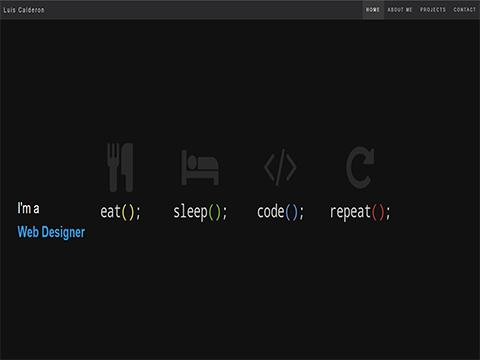 Luis Calderon
HOME ABOUT ME PROJECTS CONTACT
I'm a
Web Designer
eat(); sleep(); code(); repeat();